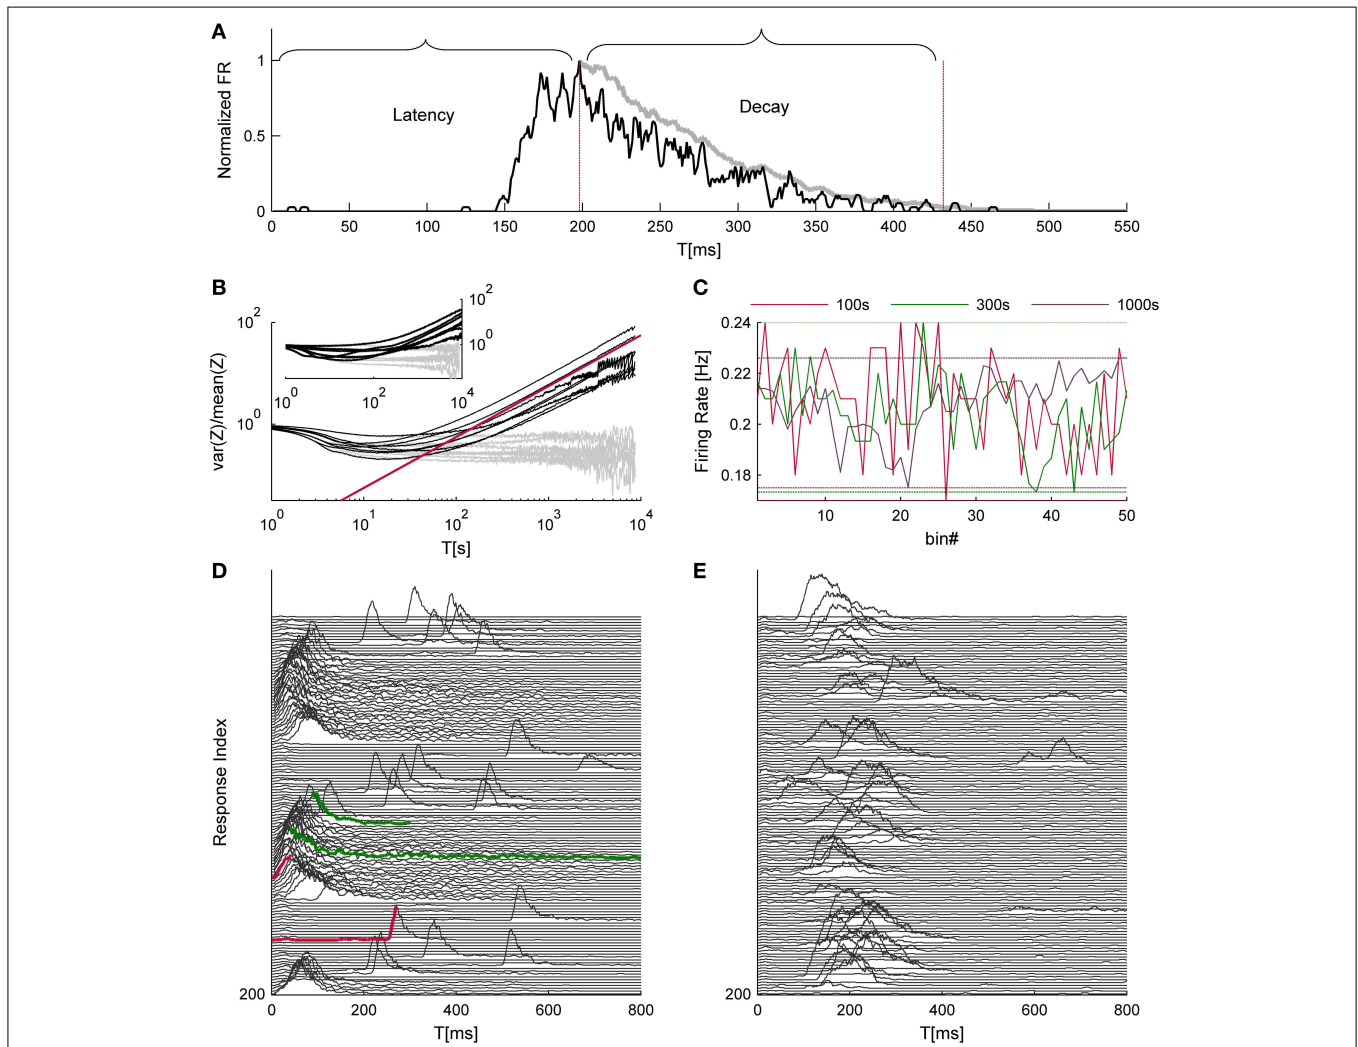 A
Normalized FR
1
0.5
0
Latency
Decay
0 50 100 150 200 250 300 350 400 450 500 550
T[ms]
B
var(Z)/mean(Z)
10^2
10^0
10^2
10^0
10^0 10^2 10^4
10^0 10^1 10^2 10^3 10^4
T[s]
C
100s 300s 1000s
Firing Rate [Hz]
0.24
0.22
0.2
0.18
10 20 30 40 50
bin#
D
Response Index
200
0 200 400 600 800
T[ms]
E
200
0 200 400 600 800
T[ms]